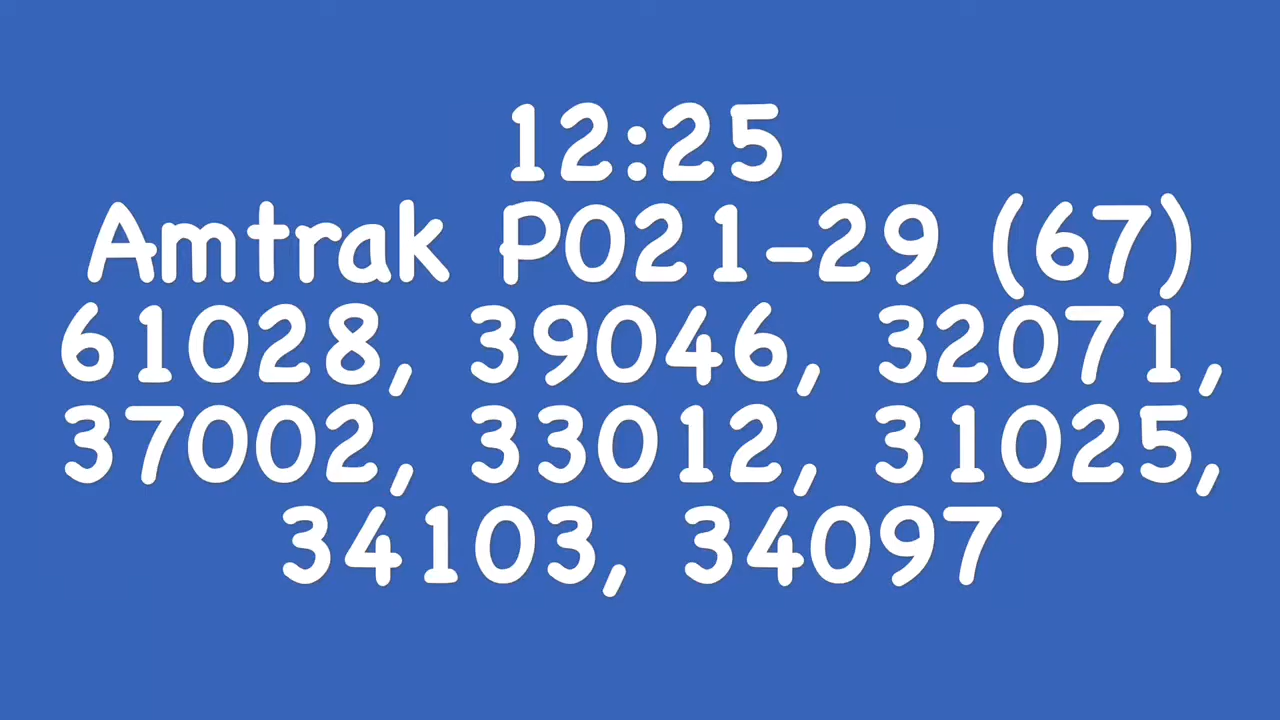 12:25
Amtrak P021-29 (67)
61028, 39046, 32071,
37002, 33012, 31025,
34103, 34097